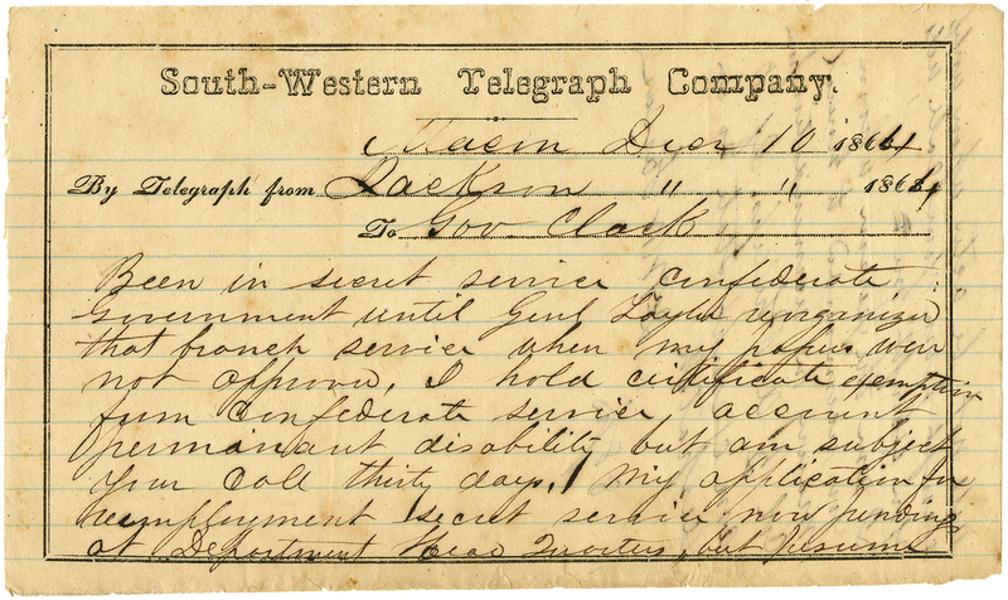 South-Western Telegraph Company.
Macon Decr 10 1864
By Telegraph from Jackson " " 1864
To Gov. Clark
Been in secret service Confederate
Government until Genl Taylor reorganized
that branch service when my papers were
not approved, I hold certificate exemption
from Confederate service, account
permanant disability but am subject
your Call thirty days, My application for
reemployment secret service now pending
at Department Head Quarters, but presume